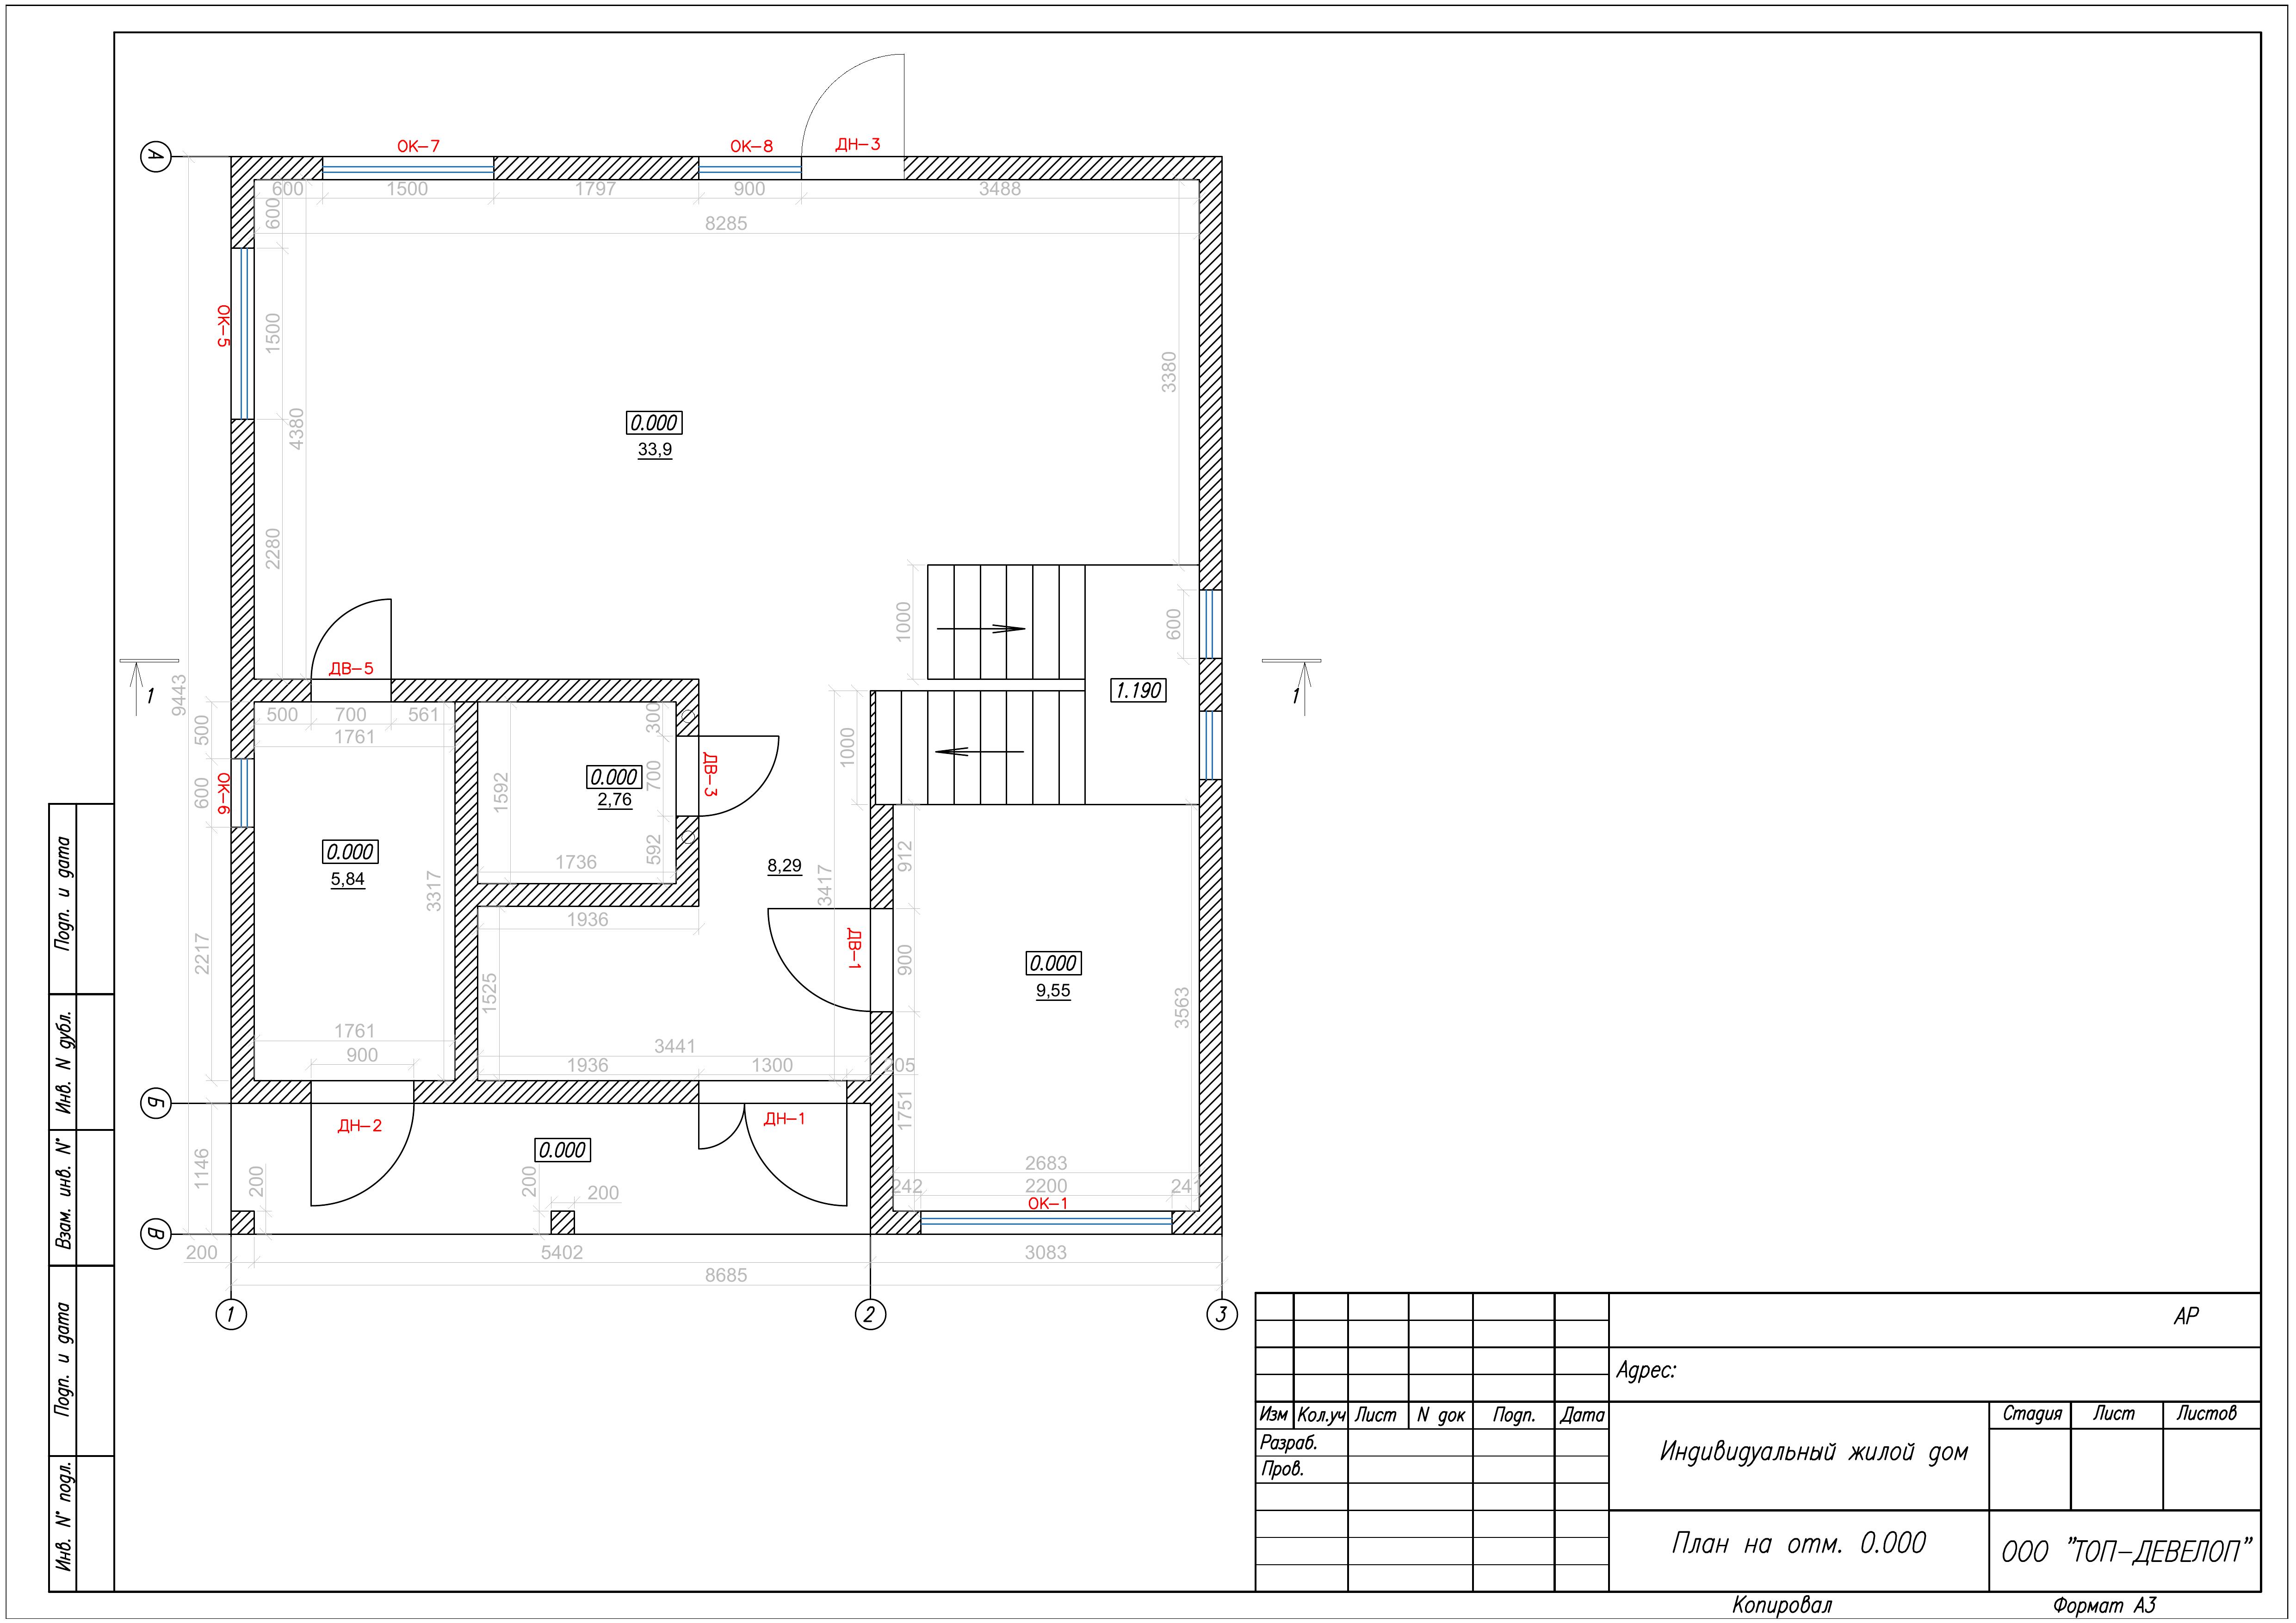 ОК-7
ОК-8
ДН-3
А
600
1500
1797
900
3488
8285
600
1500
2280
4380
ОК-5
3380
0.000
33,9
1000
600
ДВ-5
1
1
1.190
9443
500
700
561
1761
500
600
2217
ОК-6
300
700
592
ДВ-3
1592
0.000
2,76
1736
1000
3417
912
900
1751
0.000
5,84
3317
8,29
1936
1525
ДВ-1
0.000
9,55
3563
1761
900
3441
1936
1300
205
Б
ДН-2
ДН-1
0.000
1146
200
200
200
2683
242
2200
241
ОК-1
В
200
5402
3083
8685
1
2
3
Подп. и дата
Инв. N дубл.
Взам. инв. N°
Подп. и дата
Инв. N° подл.
АР
Адрес:
Изм Кол.уч Лист N док Подп. Дата
Разраб.
Пров.
Индивидуальный жилой дом
Стадия Лист Листов
План на отм. 0.000
ООО "ТОП-ДЕВЕЛОП"
Копировал
Формат А3